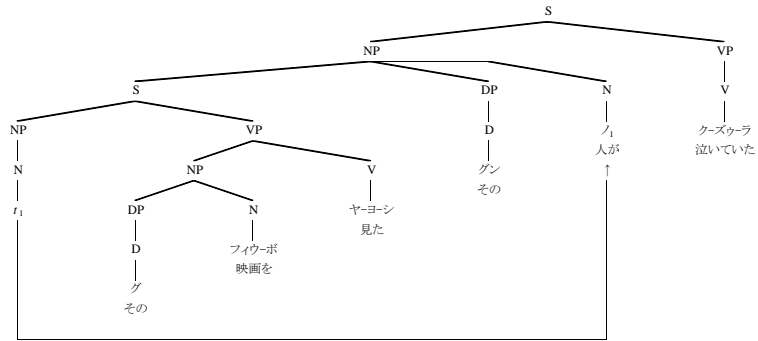 S
NP VP
S DP N V
NP VP D ノ1 クーズゥーラ
人が 泣いていた
N NP V グン ↑
その
t1 DP N ヤーヨーシ
見た
D フィウーボ
映画を
グ
その